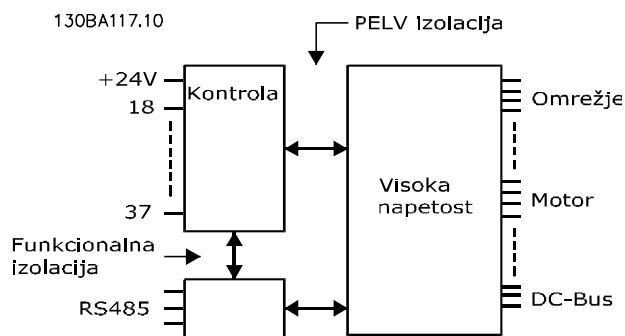 130BA117.10
PELV izolacija
+24V
18
Kontrola
Omrežje
Visoka
napetost
37
Motor
Funkcionalna
izolacija
RS485
DC-Bus